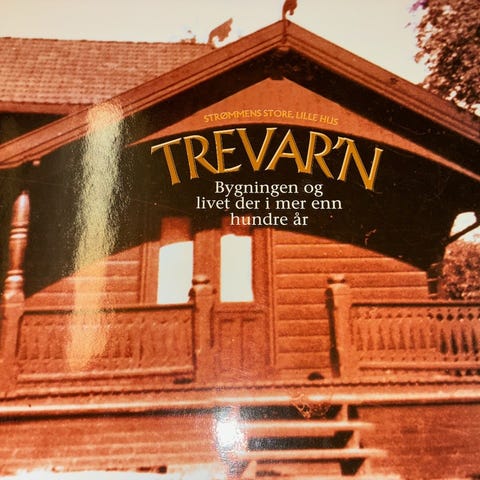 STRØMMENS STORE, LILLE HUS
TREVAR'N
Bygningen og
livet der i mer enn
hundre år